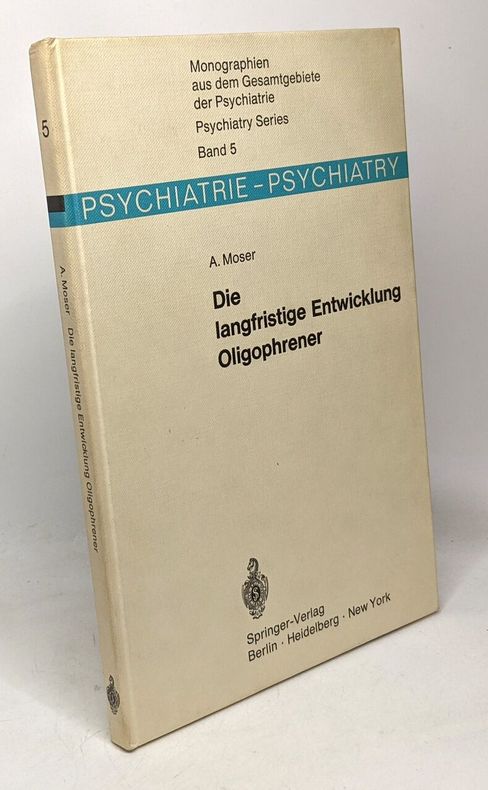 Monographien
aus dem Gesamtgebiete
der Psychiatrie
Psychiatry Series
Band 5
PSYCHIATRIE – PSYCHIATRY
A. Moser
Die
langfristige Entwicklung
Oligophrener
Springer-Verlag
Berlin · Heidelberg · New York
5
A. Moser Die langfristige Entwicklung Oligophrener